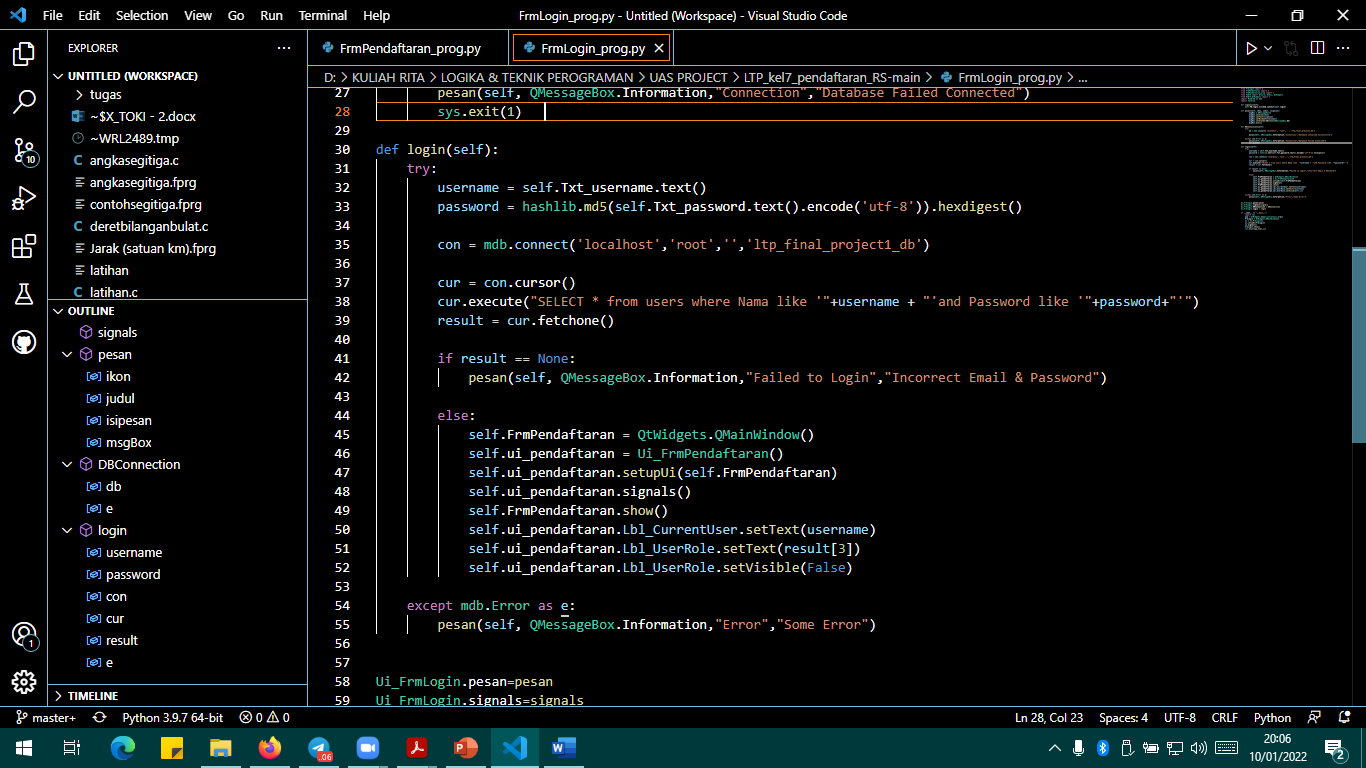 File Edit Selection View Go Run Terminal Help FrmLogin_prog.py - Untitled (Workspace) - Visual Studio Code
EXPLORER
UNTITLED (WORKSPACE)
tugas
~$X_TOKI - 2.docx
~WRL2489.tmp
angkasegitiga.c
angkasegitiga.fprg
contohsegitiga.fprg
deretbilanganbulat.c
Jarak (satuan km).fprg
latihan
latihan.c
OUTLINE
signals
pesan
ikon
judul
isipesan
msgBox
DBConnection
db
e
login
username
password
con
cur
result
e
TIMELINE
10
1
FrmPendaftaran_prog.py FrmLogin_prog.py
D: > KULIAH RITA > LOGIKA & TEKNIK PEROGRAMAN > UAS PROJECT > LTP_kel7_pendaftaran_RS-main > FrmLogin_prog.py > ...
27 pesan(self, QMessageBox.Information,"Connection","Database Failed Connected")
28 sys.exit(1)
29
30 def login(self):
31 try:
32 username = self.Txt_username.text()
33 password = hashlib.md5(self.Txt_password.text().encode('utf-8')).hexdigest()
34
35 con = mdb.connect('localhost','root','','ltp_final_project1_db')
36
37 cur = con.cursor()
38 cur.execute("SELECT * from users where Nama like '"+username + "'and Password like '"+password+"'")
39 result = cur.fetchone()
40
41 if result == None:
42 pesan(self, QMessageBox.Information,"Failed to Login","Incorrect Email & Password")
43
44 else:
45 self.FrmPendaftaran = QtWidgets.QMainWindow()
46 self.ui_pendaftaran = Ui_FrmPendaftaran()
47 self.ui_pendaftaran.setupUi(self.FrmPendaftaran)
48 self.ui_pendaftaran.signals()
49 self.FrmPendaftaran.show()
50 self.ui_pendaftaran.Lbl_CurrentUser.setText(username)
51 self.ui_pendaftaran.Lbl_UserRole.setText(result[3])
52 self.ui_pendaftaran.Lbl_UserRole.setVisible(False)
53
54 except mdb.Error as e:
55 pesan(self, QMessageBox.Information,"Error","Some Error")
56
57
58 Ui_FrmLogin.pesan=pesan
59 Ui_FrmLogin.signals=signals
master+ Python 3.9.7 64-bit 0 0 Ln 28, Col 23 Spaces: 4 UTF-8 CRLF Python
.06
20:06
10/01/2022
2